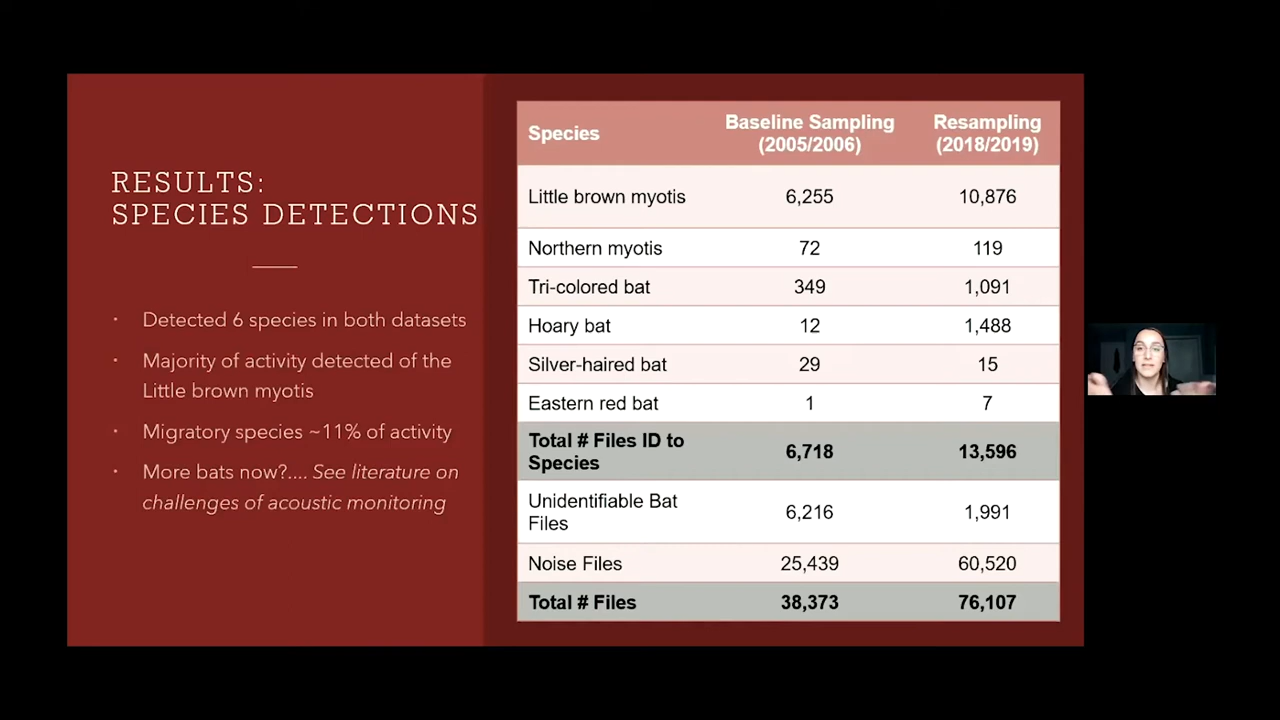 RESULTS:
SPECIES DETECTIONS
· Detected 6 species in both datasets
· Majority of activity detected of the
Little brown myotis
· Migratory species ~11% of activity
· More bats now?.... See literature on
challenges of acoustic monitoring
Species Baseline Sampling (2005/2006) Resampling (2018/2019)
Little brown myotis 6,255 10,876
Northern myotis 72 119
Tri-colored bat 349 1,091
Hoary bat 12 1,488
Silver-haired bat 29 15
Eastern red bat 1 7
Total # Files ID to Species 6,718 13,596
Unidentifiable Bat Files 6,216 1,991
Noise Files 25,439 60,520
Total # Files 38,373 76,107